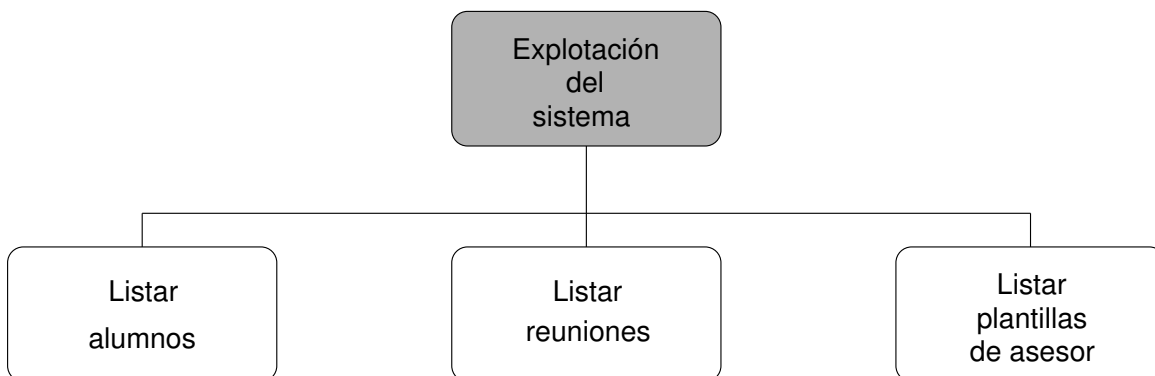 Explotación
del
sistema
Listar
alumnos
Listar
reuniones
Listar
plantillas
de asesor